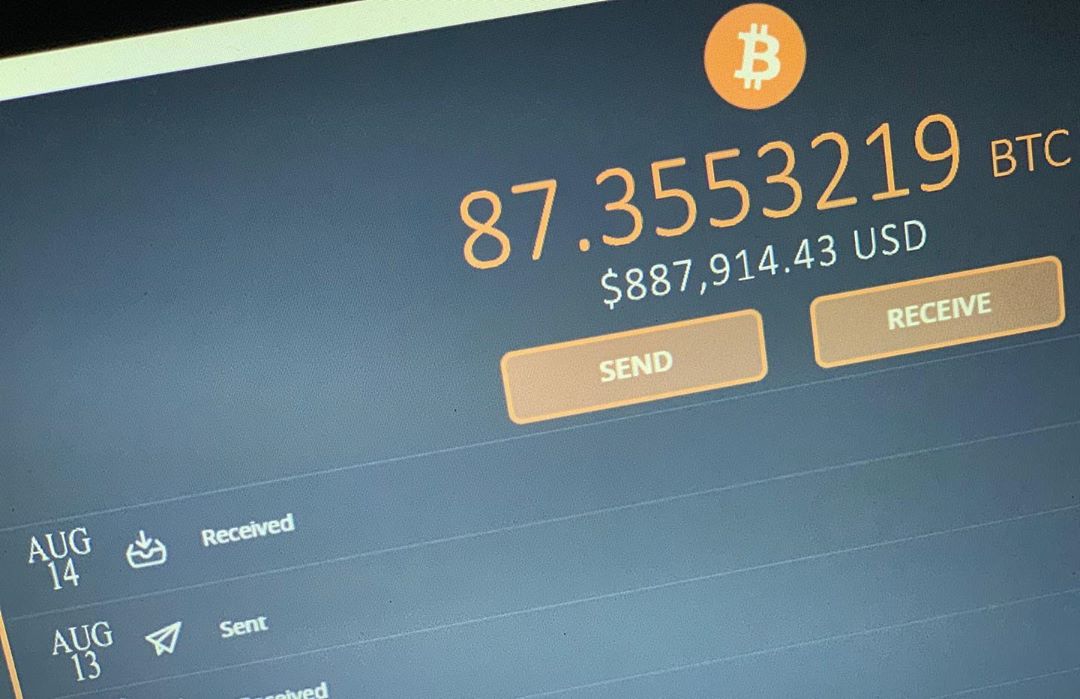 87.3553219 BTC
$887,914.43 USD
SEND
RECEIVE
AUG
14
Received
AUG
13
Sent